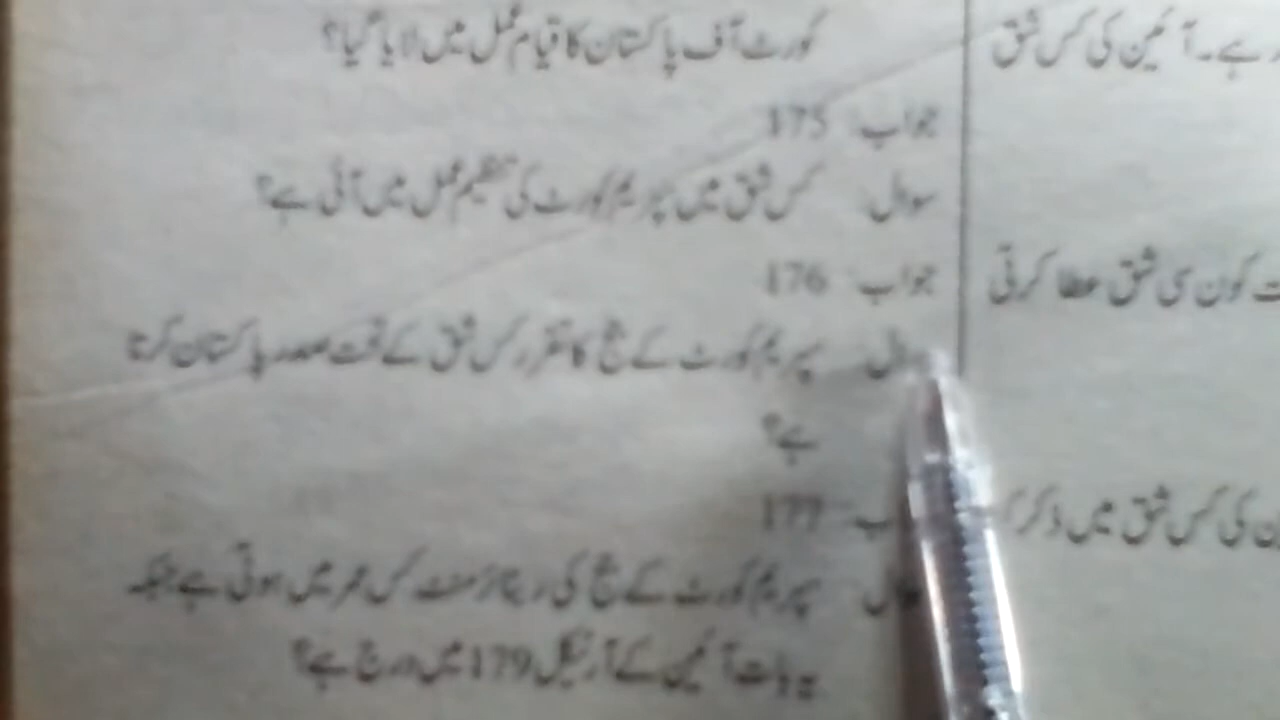 ر ہے۔ آئین کی کس شق
ت کون سی شق عطا کرتی
ن کی کس شق میں ذکر
کورٹ آف پاکستان کا قیام عمل میں لایا گیا؟
جواب: 175
سوال: کس شق میں سپریم کورٹ کی تنظیم عمل میں آئی ہے؟
جواب: 176
سوال: سپریم کورٹ کے جج کا تقرر کس شق کے تحت صدر پاکستان کرتا
ہے؟
ب: 177
سپریم کورٹ کے جج کی ریٹائرمنٹ کس عمر میں ہوتی ہے جبکہ
یہ بات آئین کے آرٹیکل 179 میں درج ہے؟